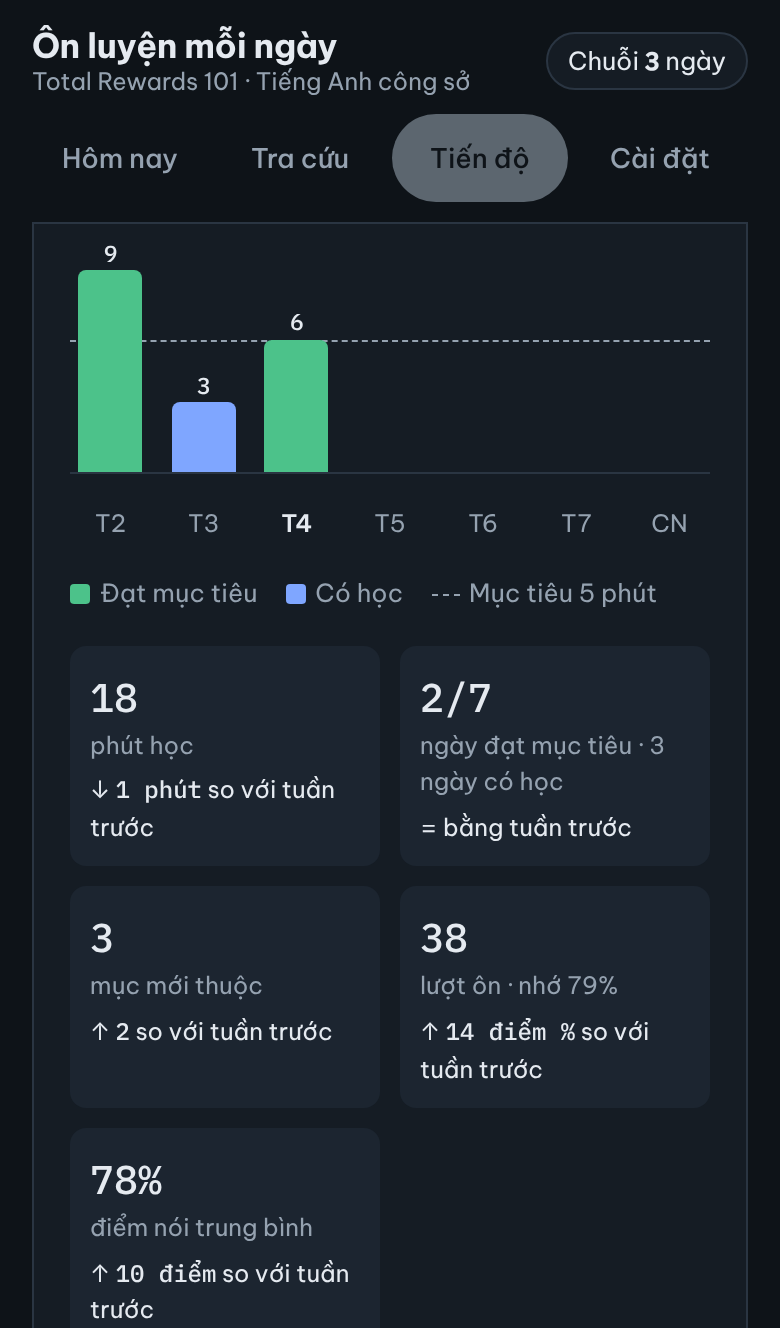 Ôn luyện mỗi ngày
Total Rewards 101 · Tiếng Anh công sở
Chuỗi 3 ngày
Hôm nay
Tra cứu
Tiến độ
Cài đặt
9
3
6
T2
T3
T4
T5
T6
T7
CN
Đạt mục tiêu
Có học
Mục tiêu 5 phút
18
phút học
↓ 1 phút so với tuần
trước
2/7
ngày đạt mục tiêu · 3
ngày có học
= bằng tuần trước
3
mục mới thuộc
↑ 2 so với tuần trước
38
lượt ôn · nhớ 79%
↑ 14 điểm % so với
tuần trước
78%
điểm nói trung bình
↑ 10 điểm so với tuần
trước